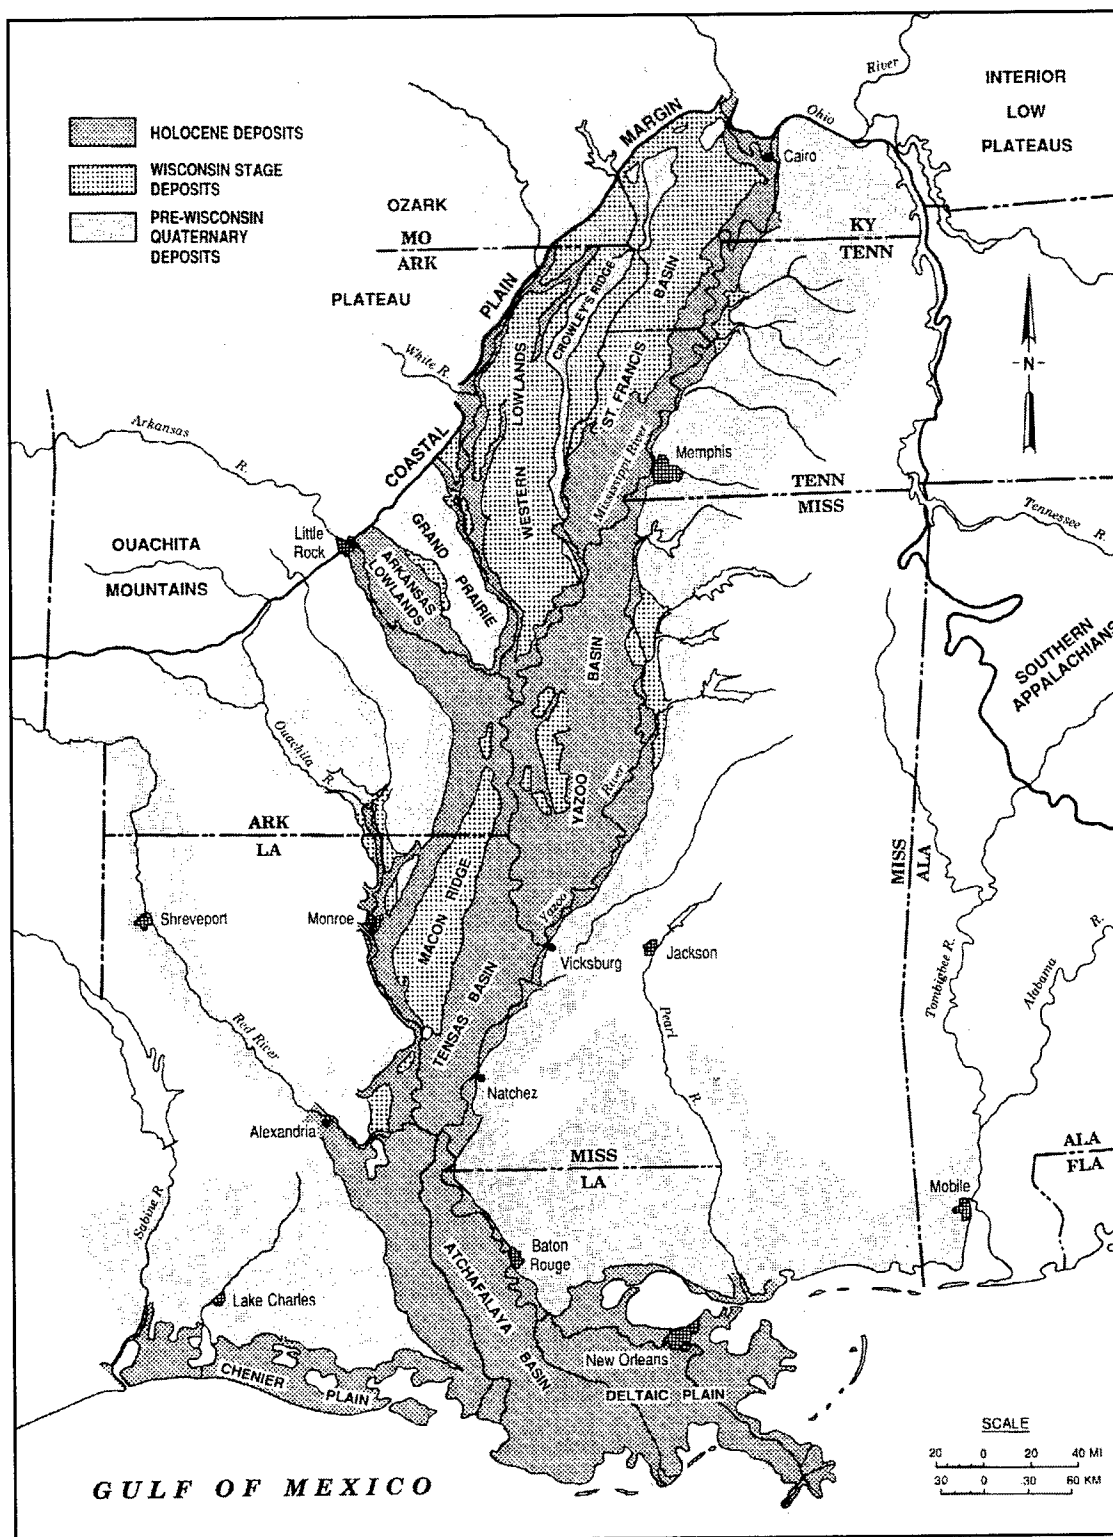 HOLOCENE DEPOSITS
WISCONSIN STAGE
DEPOSITS
PRE-WISCONSIN
QUATERNARY
DEPOSITS
INTERIOR
LOW
PLATEAUS
River
Ohio
Cairo
COASTAL PLAIN MARGIN
OZARK
PLATEAU
MO
ARK
KY
TENN
White R.
Arkansas
R.
WESTERN LOWLANDS
CROWLEY'S RIDGE
ST. FRANCIS BASIN
Mississippi River
Memphis
TENN
MISS
N
Tennessee
R.
OUACHITA
MOUNTAINS
Little
Rock
ARKANSAS
LOWLANDS
GRAND PRAIRIE
SOUTHERN
APPALACHIANS
Ouachita
R.
YAZOO BASIN
Yazoo River
ARK
LA
MISS
ALA
Shreveport
Monroe
MACON RIDGE
Vicksburg
Jackson
Tombigbee R.
Alabama
R.
Red River
TENSAS BASIN
Natchez
Pearl
R.
Alexandria
MISS
LA
ALA
FLA
Mobile
Sabine R.
Baton
Rouge
ATCHAFALAYA
BASIN
Lake Charles
New Orleans
CHENIER
PLAIN
DELTAIC PLAIN
GULF OF MEXICO
SCALE
20 0 20 40 MI
30 0 30 60 KM